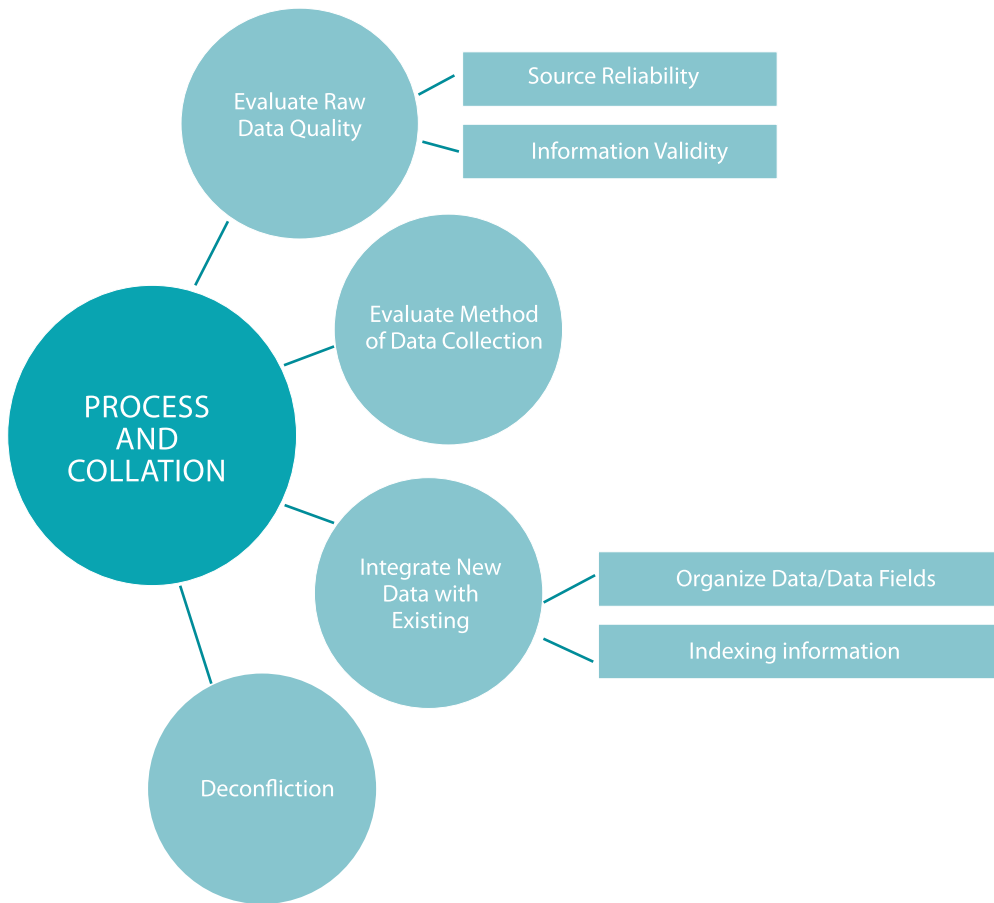 Evaluate Raw
Data Quality
Source Reliability
Information Validity
Evaluate Method
of Data Collection
PROCESS
AND
COLLATION
Integrate New
Data with
Existing
Organize Data/Data Fields
Indexing information
Deconfliction